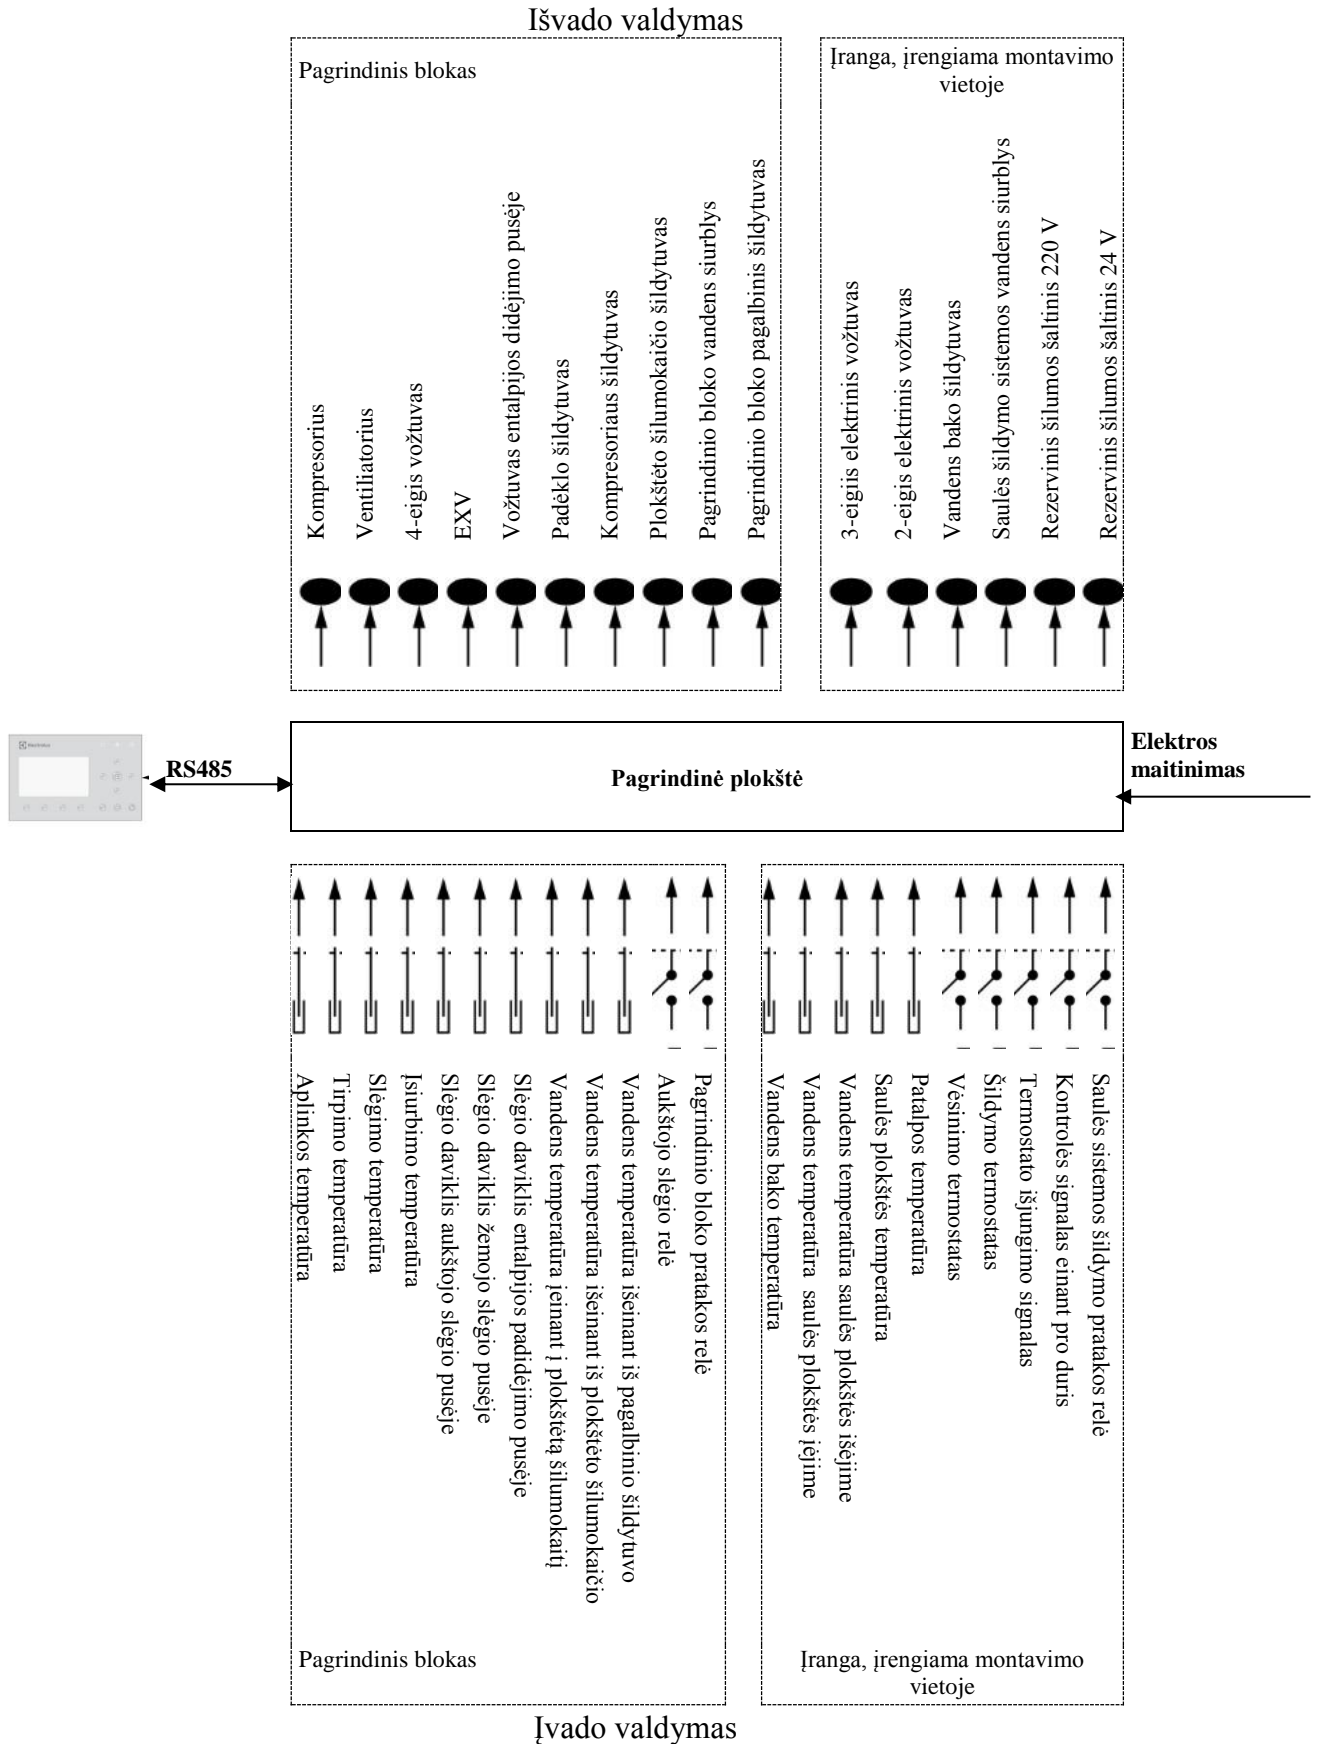 Išvado valdymas
Pagrindinis blokas
Įranga, įrengiama montavimo
vietoje
Kompresorius
Ventiliatorius
4-eigis vožtuvas
EXV
Vožtuvas entalpijos didėjimo pusėje
Padėklo šildytuvas
Kompresoriaus šildytuvas
Plokštėto šilumokaičio šildytuvas
Pagrindinio bloko vandens siurblys
Pagrindinio bloko pagalbinis šildytuvas
3-eigiis elektrinis vožtuvas
2-eigis elektrinis vožtuvas
Vandens bako šildytuvas
Saulės šildymo sistemos vandens siurblys
Rezervinis šilumos šaltinis 220 V
Rezervinis šilumos šaltinis 24 V
Electrolux
RS485
Pagrindinė plokštė
Elektros
maitinimas
Aplinkos temperatūra
Tirpimo temperatūra
Slėgimo temperatūra
Įsiurbimo temperatūra
Slėgio daviklis aukštojo slėgio pusėje
Slėgio daviklis žemojo slėgio pusėje
Slėgio daviklis entalpijos padidėjimo pusėje
Vandens temperatūra įeinant į plokštėtą šilumokaitį
Vandens temperatūra išeinant iš plokštėto šilumokaičio
Vandens temperatūra išeinant iš pagalbinio šildytuvo
Aukštojo slėgio relė
Pagrindinio bloko pratakos relė
Vandens bako temperatūra
Vandens temperatūra saulės plokštės įėjime
Vandens temperatūra saulės plokštės išėjime
Saulės plokštės temperatūra
Patalpos temperatūra
Vėsinimo termostatas
Šildymo termostatas
Termostato išjungimo signalas
Kontrolės signalas einant pro duris
Saulės sistemos šildymo pratakos relė
Pagrindinis blokas
Įranga, įrengiama montavimo
vietoje
Įvado valdymas